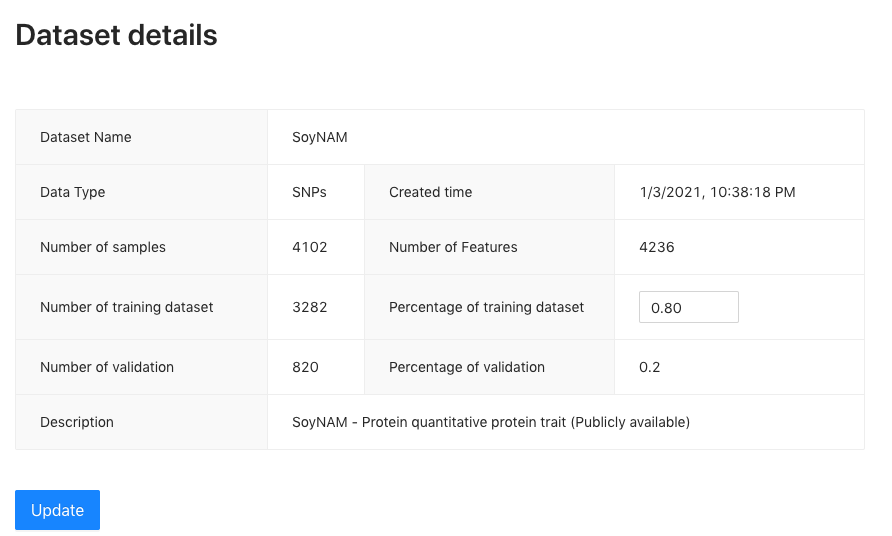 Dataset details
Dataset Name SoyNAM
Data Type SNPs Created time 1/3/2021, 10:38:18 PM
Number of samples 4102 Number of Features 4236
Number of training dataset 3282 Percentage of training dataset 0.80
Number of validation 820 Percentage of validation 0.2
Description SoyNAM - Protein quantitative protein trait (Publicly available)
Update